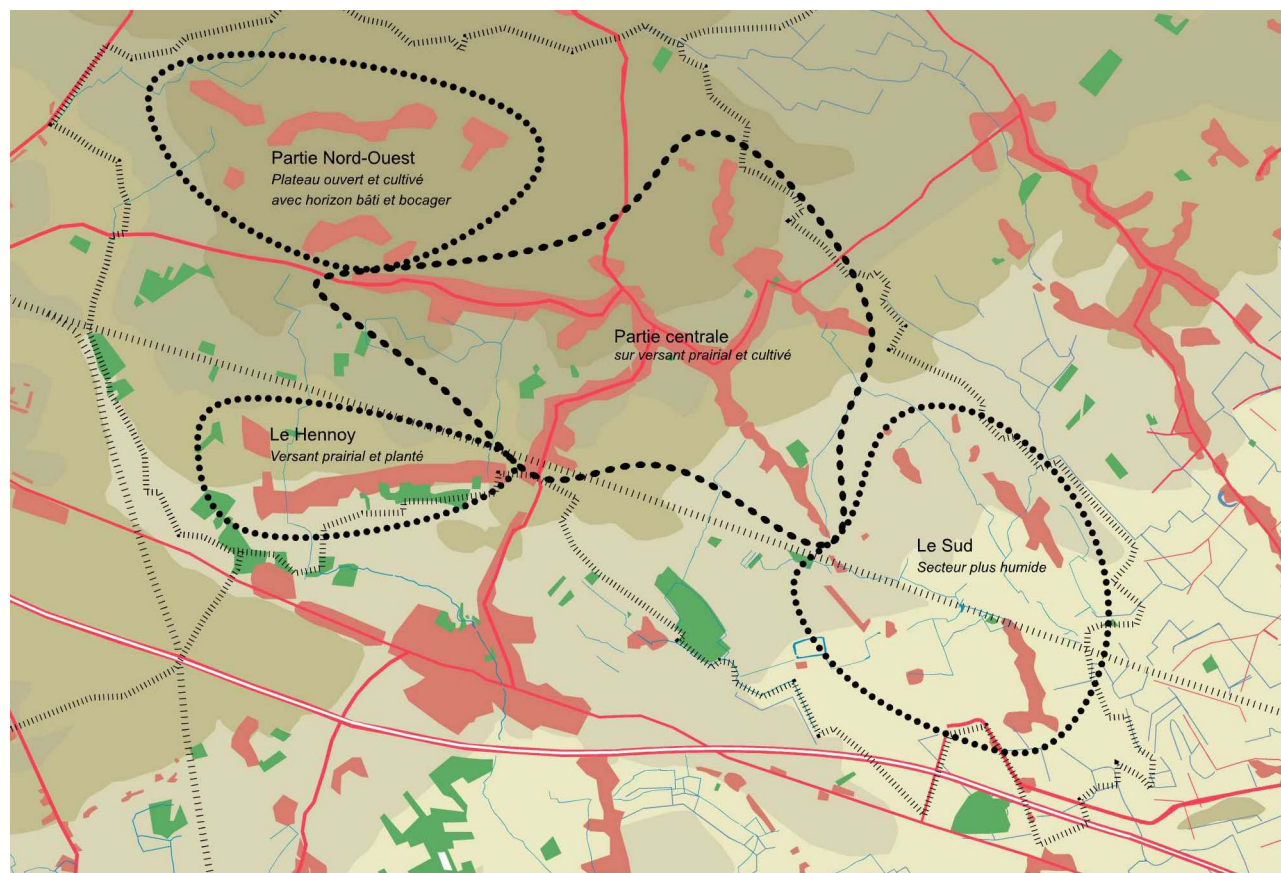 Partie Nord-Ouest
Plateau ouvert et cultivé
avec horizon bâti et bocager
Partie centrale
sur versant prairial et cultivé
Le Hennoy
Versant prairial et planté
Le Sud
Secteur plus humide